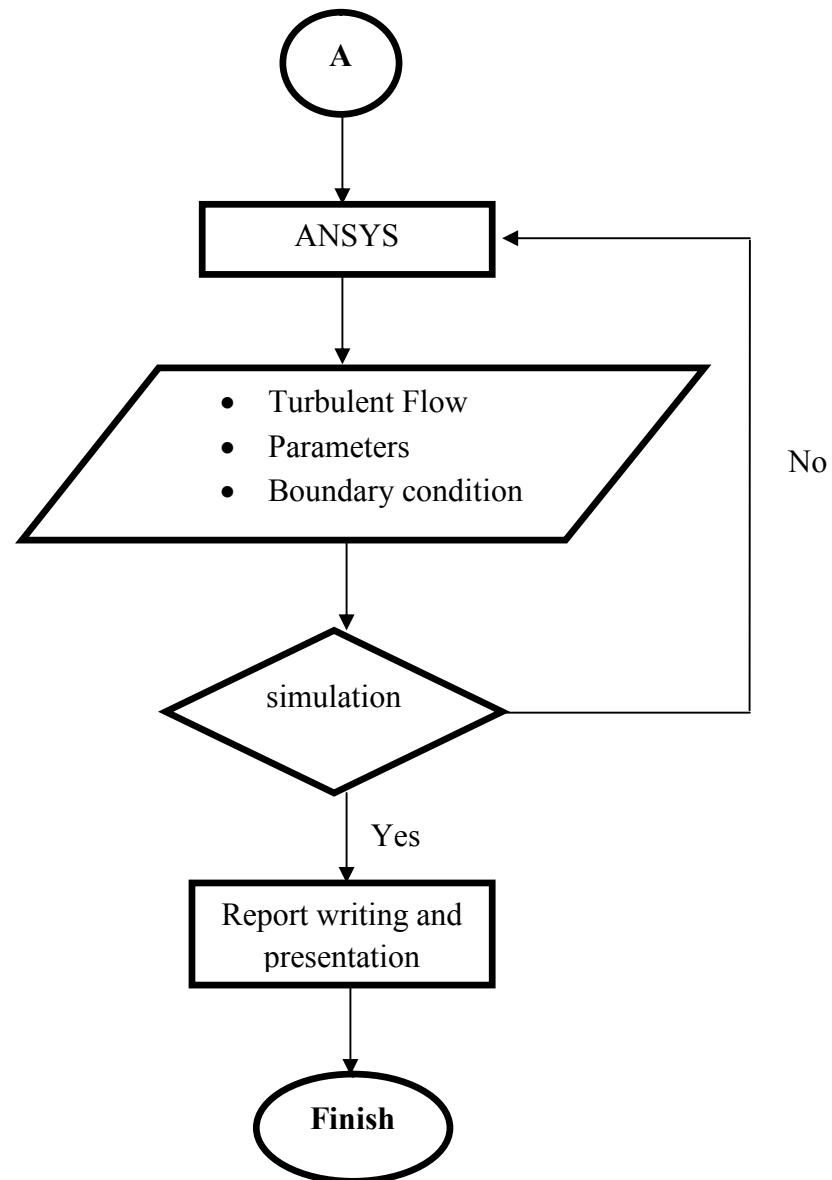 A
ANSYS
• Turbulent Flow
• Parameters
• Boundary condition
No
simulation
Yes
Report writing and
presentation
Finish